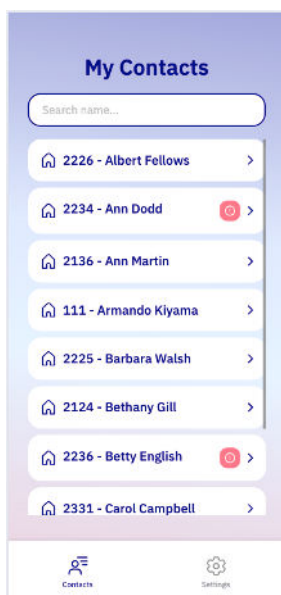 My Contacts
Search name...
2226 - Albert Fellows
2234 - Ann Dodd
2136 - Ann Martin
111 - Armando Kiyama
2225 - Barbara Walsh
2124 - Bethany Gill
2236 - Betty English
2331 - Carol Campbell
Contacts
Settings